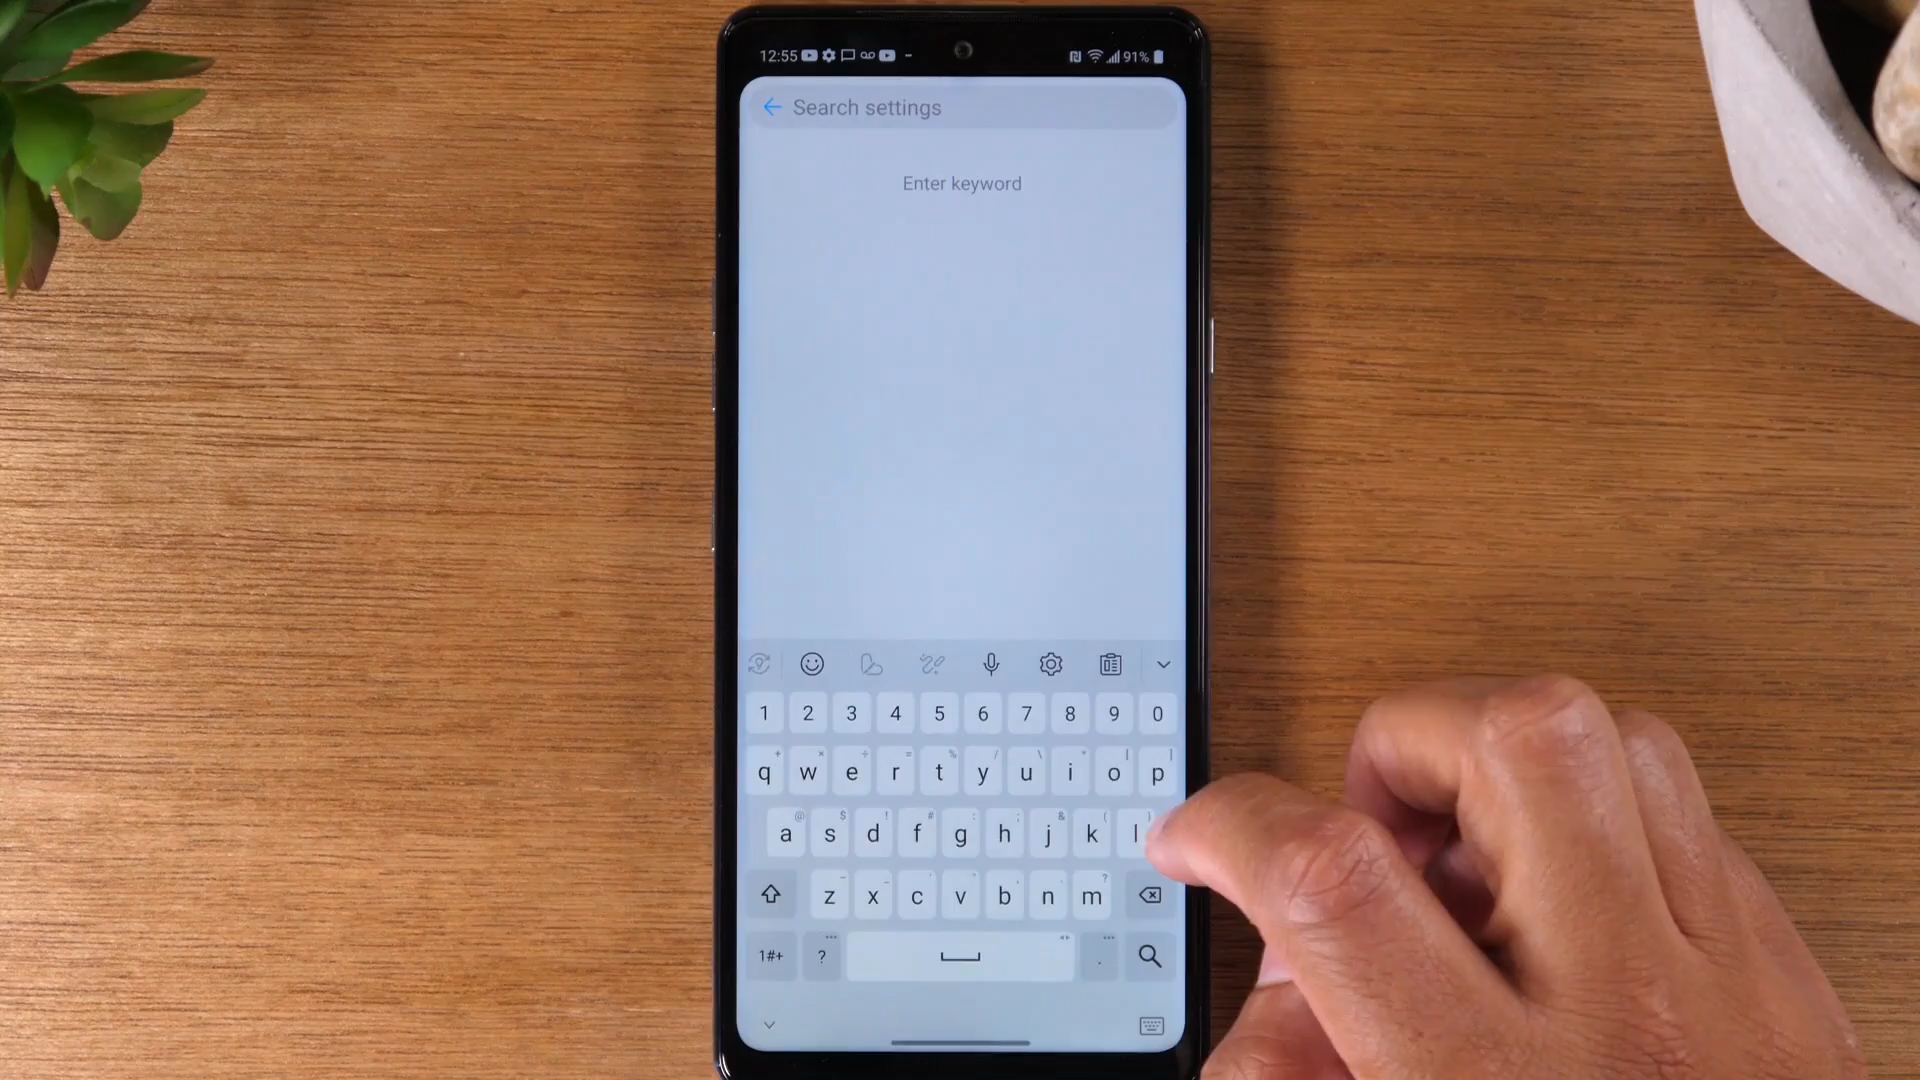 12:55 91%
Search settings
Enter keyword
1 2 3 4 5 6 7 8 9 0
q w e r t y u i o p
a s d f g h j k l
z x c v b n m
1#+ ? .